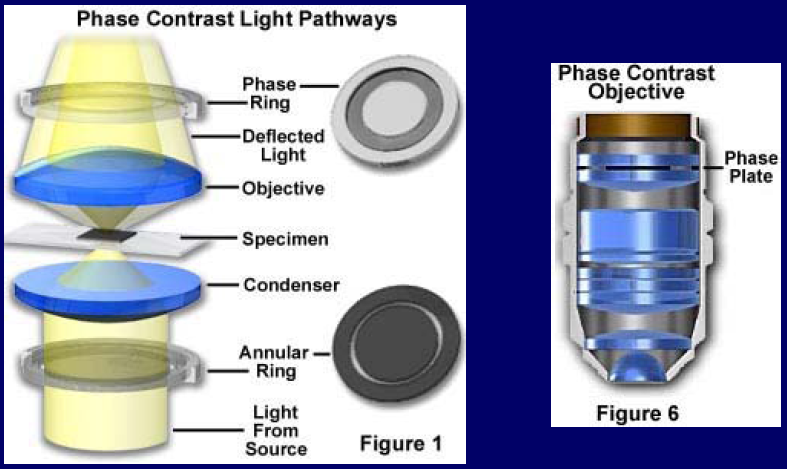 Phase Contrast Light Pathways
Phase
Ring
Deflected
Light
Objective
Specimen
Condenser
Annular
Ring
Light
From
Source
Figure 1
Phase Contrast
Objective
Phase
Plate
Figure 6